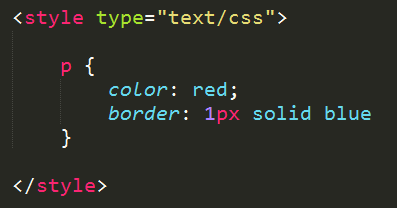 <style type="text/css">
p {
color: red;
border: 1px solid blue
}
</style>